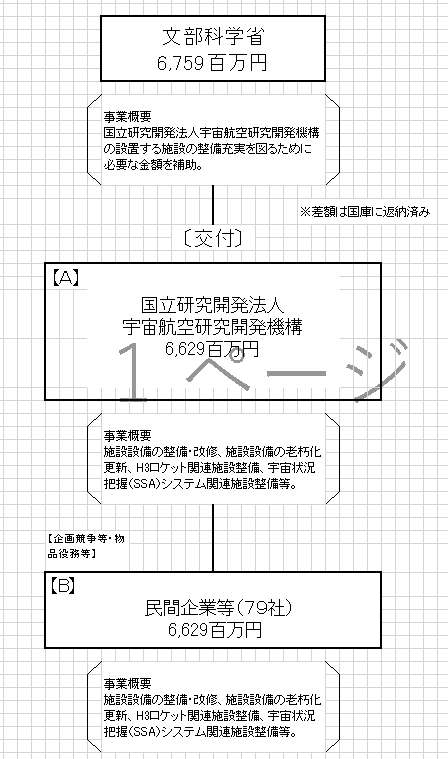 文部科学省
6,759百万円
事業概要
国立研究開発法人宇宙航空研究開発機構
の設置する施設の整備充実を図るために
必要な金額を補助。
※差額は国庫に返納済み
〔交付〕
【A】
国立研究開発法人
宇宙航空研究開発機構
6,629百万円
1 ページ
事業概要
施設設備の整備・改修、施設設備の老朽化
更新、H3ロケット関連施設整備、宇宙状況
把握(SSA)システム関連施設整備等。
【企画競争等・物
品役務等】
【B】
民間企業等(79社)
6,629百万円
事業概要
施設設備の整備・改修、施設設備の老朽化
更新、H3ロケット関連施設整備、宇宙状況
把握(SSA)システム関連施設整備等。